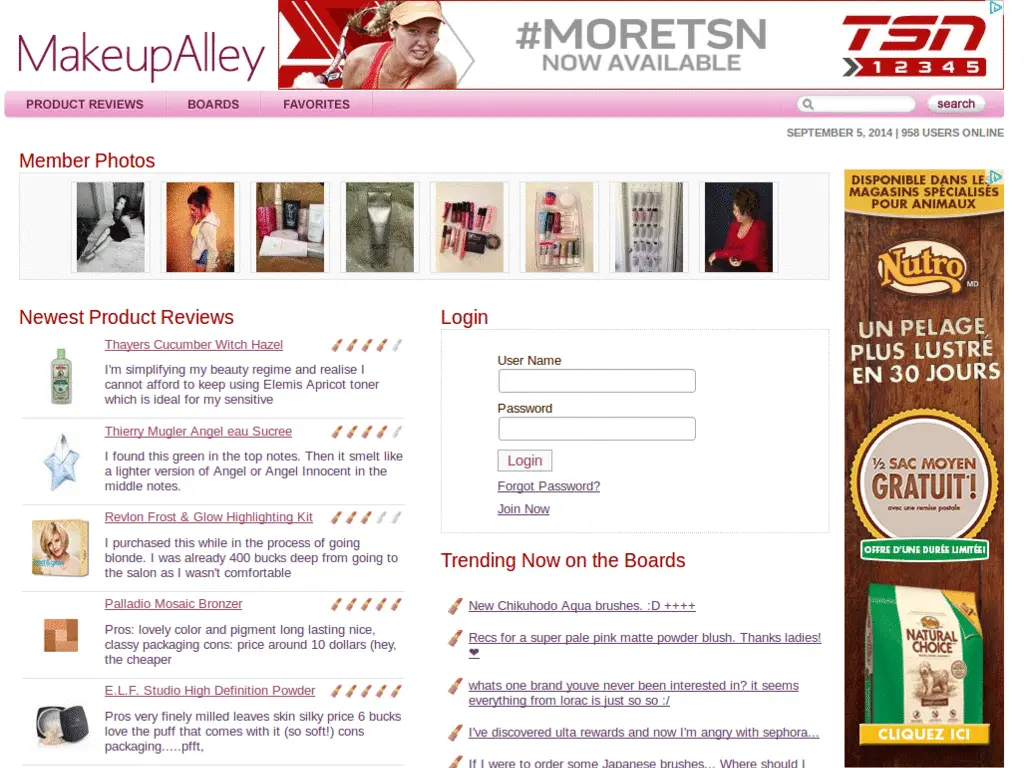 MakeupAlley
#MORETSN
NOW AVAILABLE
TSN
1 2 3 4 5
PRODUCT REVIEWS
BOARDS
FAVORITES
search
SEPTEMBER 5, 2014 | 958 USERS ONLINE
Member Photos
Newest Product Reviews
Thayers Cucumber Witch Hazel
I'm simplifying my beauty regime and realise I
cannot afford to keep using Elemis Apricot toner
which is ideal for my sensitive
Thierry Mugler Angel eau Sucree
I found this green in the top notes. Then it smelt like
a lighter version of Angel or Angel Innocent in the
middle notes.
Revlon Frost & Glow Highlighting Kit
I purchased this while in the process of going
blonde. I was already 400 bucks deep from going to
the salon as I wasn't comfortable
Palladio Mosaic Bronzer
Pros: lovely color and pigment long lasting nice,
classy packaging cons: price around 10 dollars (hey,
the cheaper
E.L.F. Studio High Definition Powder
Pros very finely milled leaves skin silky price 6 bucks
love the puff that comes with it (so soft!) cons
packaging.....pfft,
Login
User Name
Password
Login
Forgot Password?
Join Now
Trending Now on the Boards
New Chikuhodo Aqua brushes. :D ++++
Recs for a super pale pink matte powder blush. Thanks ladies!
❤
whats one brand youve never been interested in? it seems
everything from lorac is just so so :/
I've discovered ulta rewards and now I'm angry with sephora...
If I were to order some Japanese brushes... Where should I
DISPONIBLE DANS LES
MAGASINS SPÉCIALISÉS
POUR ANIMAUX
Nutro
MD
UN PELAGE
PLUS LUSTRÉ
EN 30 JOURS
½ SAC MOYEN
GRATUIT!
avec une remise postale
OFFRE D'UNE DURÉE LIMITÉE!
NATURAL
CHOICE
CLIQUEZ ICI